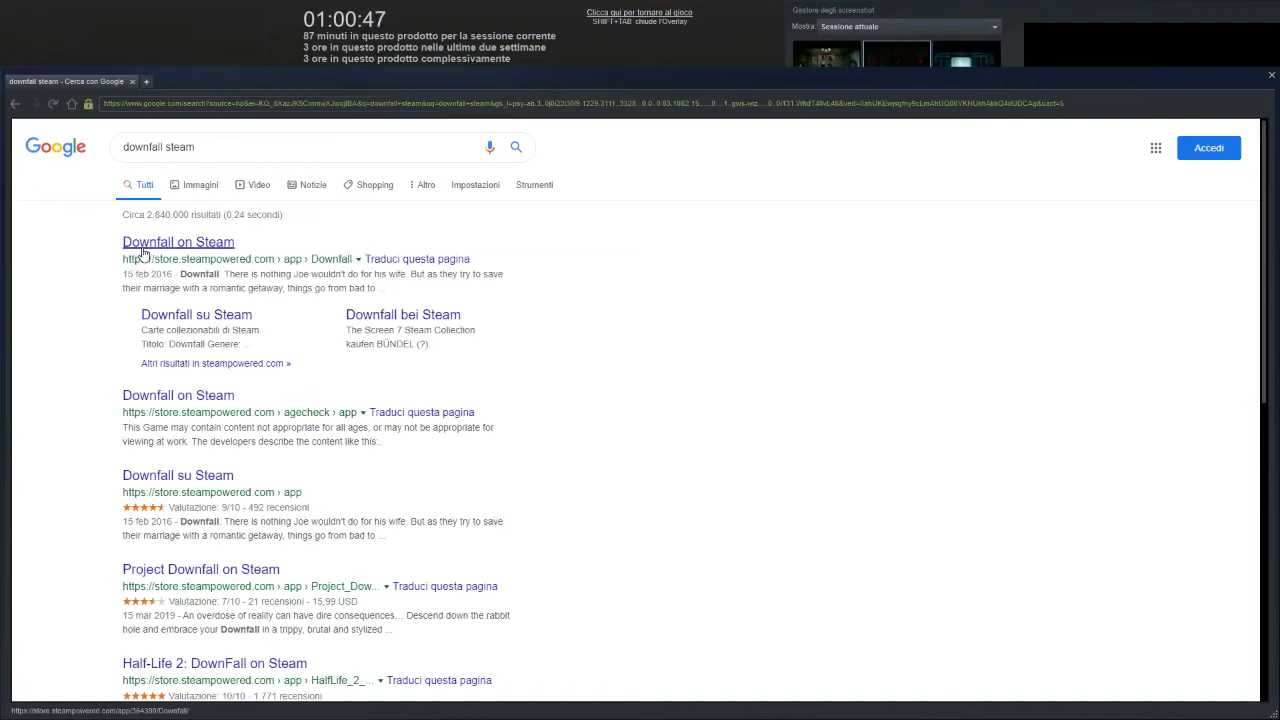 01:00:47
87 minuti in questo prodotto per la sessione corrente
3 ore in questo prodotto nelle ultime due settimane
3 ore in questo prodotto complessivamente
Clicca qui per tornare al gioco
SHIFT+TAB chiude l'Overlay
Gestore degli screenshot
Mostra: Sessione attuale
downfall steam - Cerca con Google
Google
downfall steam
Accedi
Tutti
Immagini
Video
Notizie
Shopping
Altro
Impostazioni
Strumenti
Circa 2.840.000 risultati (0,24 secondi)
Downfall on Steam
https://store.steampowered.com › app › Downfall Traduci questa pagina
15 feb 2016 - Downfall. There is nothing Joe wouldn't do for his wife. But as they try to save
their marriage with a romantic getaway, things go from bad to ...
Downfall su Steam
Carte collezionabili di Steam.
Titolo: Downfall Genere: ...
Downfall bei Steam
The Screen 7 Steam Collection
kaufen BÜNDEL (?).
Altri risultati in steampowered.com »
Downfall on Steam
https://store.steampowered.com › agecheck › app Traduci questa pagina
This Game may contain content not appropriate for all ages, or may not be appropriate for
viewing at work. The developers describe the content like this:.
Downfall su Steam
https://store.steampowered.com › app
Valutazione: 9/10 - 492 recensioni
15 feb 2016 - Downfall. There is nothing Joe wouldn't do for his wife. But as they try to save
their marriage with a romantic getaway, things go from bad to ...
Project Downfall on Steam
https://store.steampowered.com › app › Project_Dow... Traduci questa pagina
Valutazione: 7/10 - 21 recensioni - 15,99 USD
15 mar 2019 - An overdose of reality can have dire consequences… Descend down the rabbit
hole and embrace your Downfall in a trippy, brutal and stylized ...
Half-Life 2: DownFall on Steam
https://store.steampowered.com › app › HalfLife_2_... Traduci questa pagina
Valutazione: 10/10 - 1 771 recensioni
https://store.steampowered.com/app/364390/Downfall/